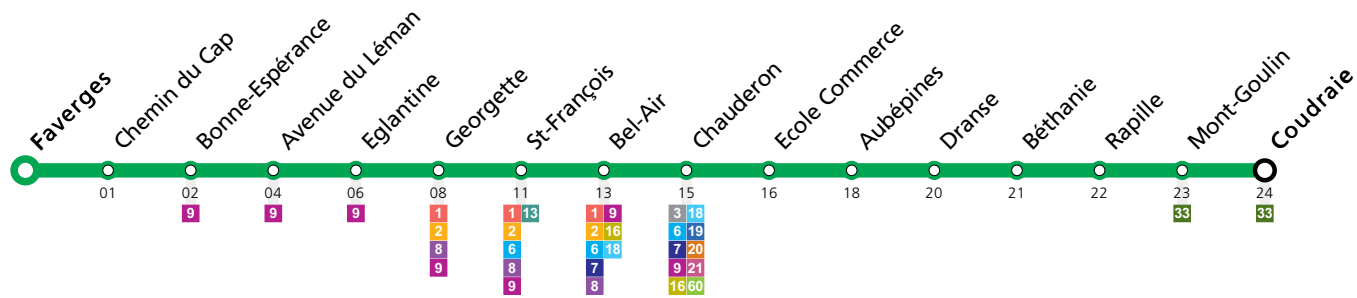 Faverges
Chemin du Cap
Bonne-Espérance
Avenue du Léman
Eglantine
Georgette
St-François
Bel-Air
Chauderon
Ecole Commerce
Aubépines
Dranse
Béthanie
Rapille
Mont-Goulin
Coudraie
01 02 04 06 08 11 13 15 16 18 20 21 22 23 24
9 9 9 1 1 13 1 9 3 18 33 33
2 2 2 16 6 19
8 6 6 18 7 20
9 8 7 9 21
9 8 16 60